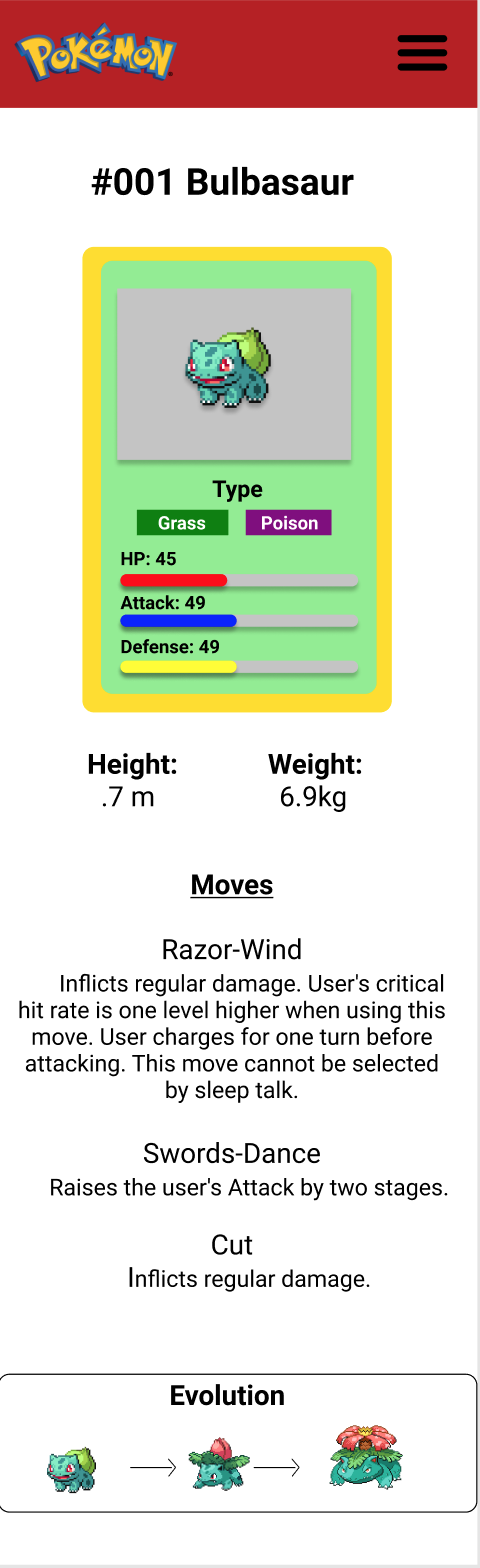 Pokémon
#001 Bulbasaur
Type
Grass Poison
HP: 45
Attack: 49
Defense: 49
Height: Weight:
.7 m 6.9kg
Moves
Razor-Wind
Inflicts regular damage. User's critical
hit rate is one level higher when using this
move. User charges for one turn before
attacking. This move cannot be selected
by sleep talk.
Swords-Dance
Raises the user's Attack by two stages.
Cut
Inflicts regular damage.
Evolution